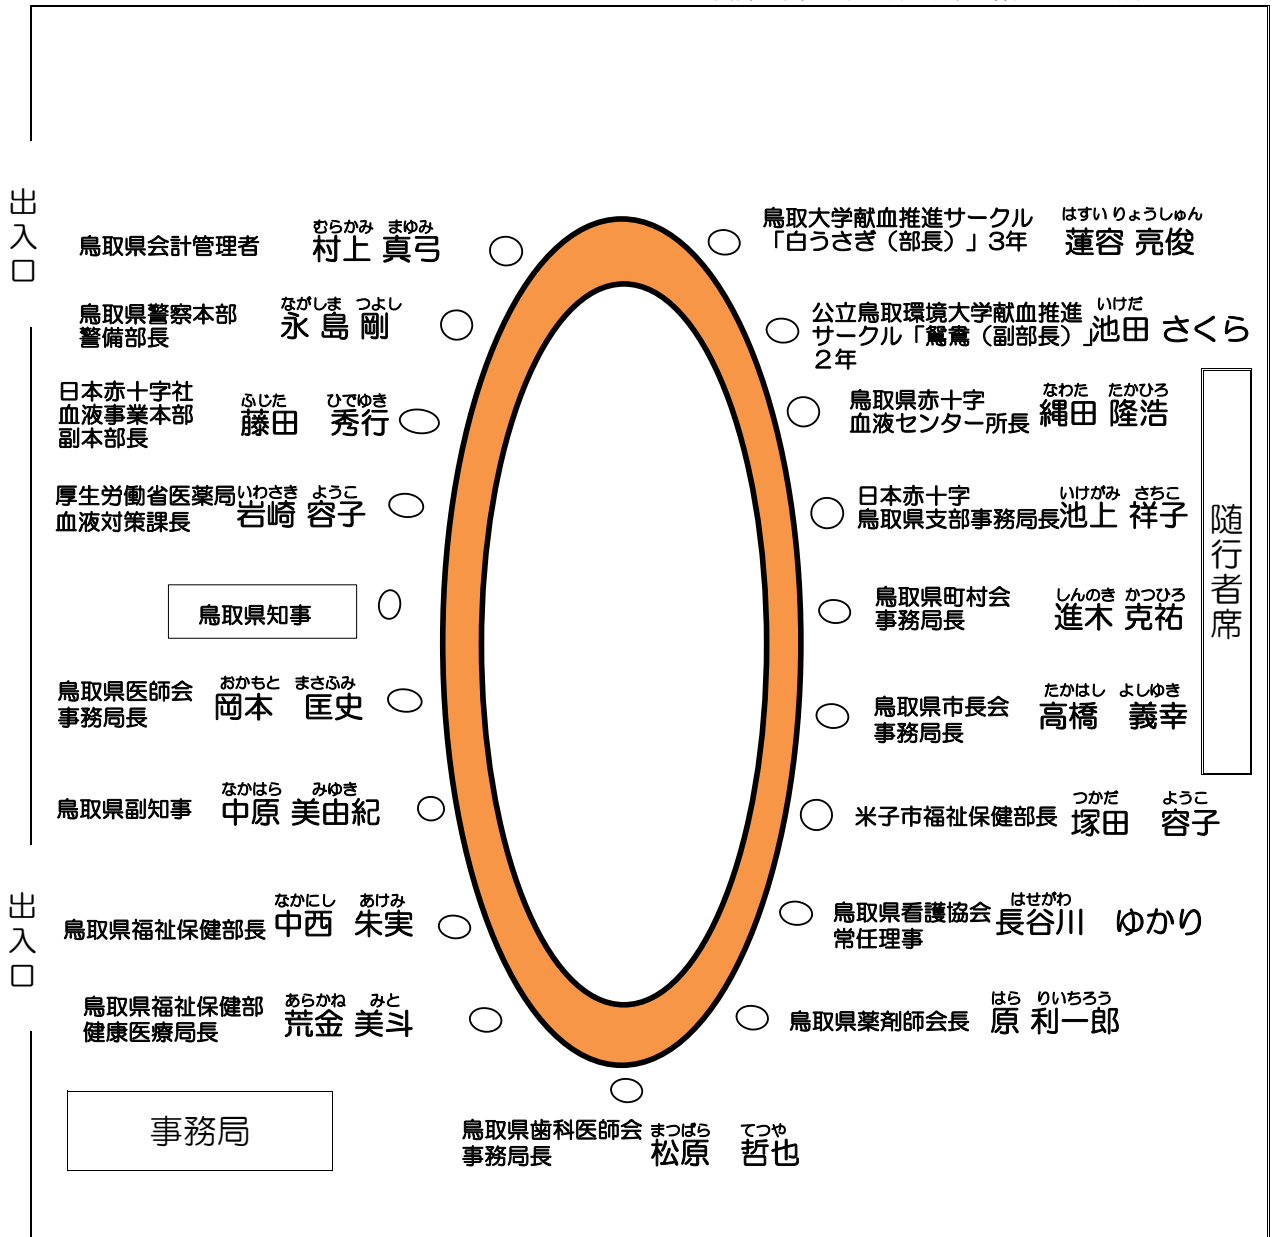 出入口
むらかみ まゆみ
鳥取県会計管理者 村上 真弓
ながしま つよし
鳥取県警察本部
警備部長
永島 剛
日本赤十字社
血液事業本部
副本部長
ふじた ひでゆき
藤田 秀行
厚生労働省医薬局
血液対策課長
いわさき ようこ
岩崎 容子
鳥取県知事
鳥取県医師会
事務局長
おかもと まさふみ
岡本 匡史
なかはら みゆき
鳥取県副知事 中原 美由紀
出入口
なかにし あけみ
鳥取県福祉保健部長 中西 朱実
鳥取県福祉保健部
健康医療局長
あらかね みと
荒金 美斗
事務局
鳥取県歯科医師会
事務局長
まつばら てつや
松原 哲也
鳥取大学献血推進サークル
「白うさぎ（部長）」3年
はすい りょうしゅん
蓮容 亮俊
公立鳥取環境大学献血推進
サークル「鴛鴦（副部長）」
２年
いけだ
池田 さくら
鳥取県赤十字
血液センター所長
なわた たかひろ
縄田 隆浩
日本赤十字
鳥取県支部事務局長
いけがみ さちこ
池上 祥子
鳥取県町村会
事務局長
しんのき かつひろ
進木 克祐
鳥取県市長会
事務局長
たかはし よしゆき
高橋 義幸
つかだ ようこ
米子市福祉保健部長 塚田 容子
鳥取県看護協会
常任理事
はせがわ
長谷川 ゆかり
はら りいちろう
鳥取県薬剤師会長 原 利一郎
随行者席